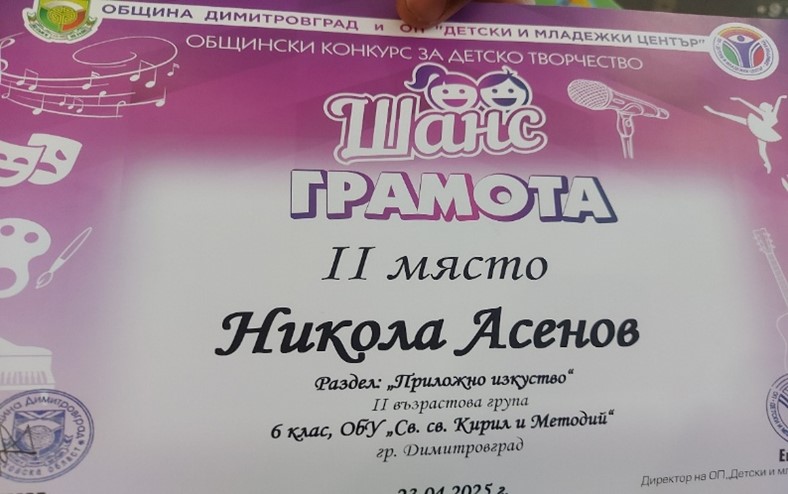 ОБЩИНА ДИМИТРОВГРАД и ОП "ДЕТСКИ И МЛАДЕЖКИ ЦЕНТЪР"
ОБЩИНСКИ КОНКУРС ЗА ДЕТСКО ТВОРЧЕСТВО
Шанс
ГРАМОТА
II място
Никола Асенов
Раздел: „Приложно изкуство“
II възрастова група
6 клас, ОБУ „Св. св. Кирил и Методий“
гр. Димитровград
23.04.2025 г.
Директор на ОП„Детски и мл